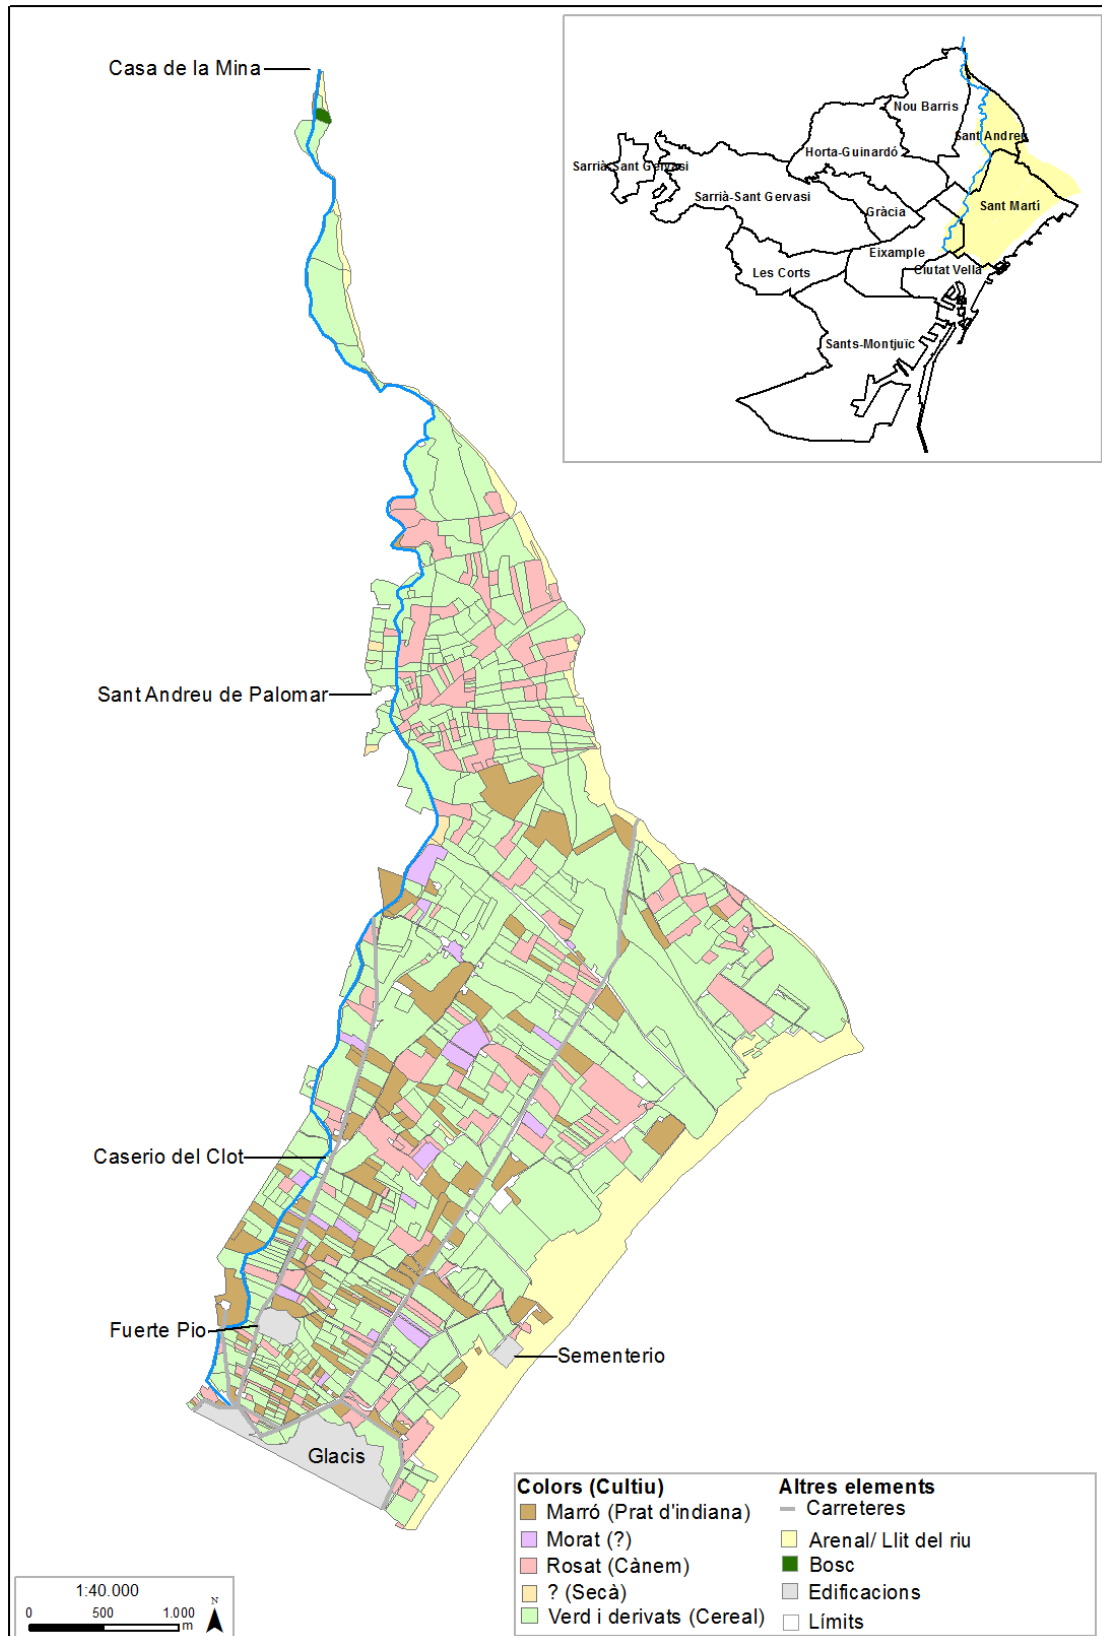 Casa de la Mina
Nou Barris
Sant Andreu
Horta-Guinardó
Sarrià-Sant Gervasi
Sarrià-Sant Gervasi
Sant Martí
Gràcia
Eixample
Les Corts
Ciutat Vella
Sants-Montjuïc
Sant Andreu de Palomar
Caserio del Clot
Fuerte Pio
Sementerio
Glacis
Colors (Cultiu)
Marró (Prat d'indiana)
Morat (?)
Rosat (Cànem)
? (Secà)
Verd i derivats (Cereal)
Altres elements
Carreteres
Arenal/ Llit del riu
Bosc
Edificacions
Límits
1:40.000
0 500 1.000
m
N